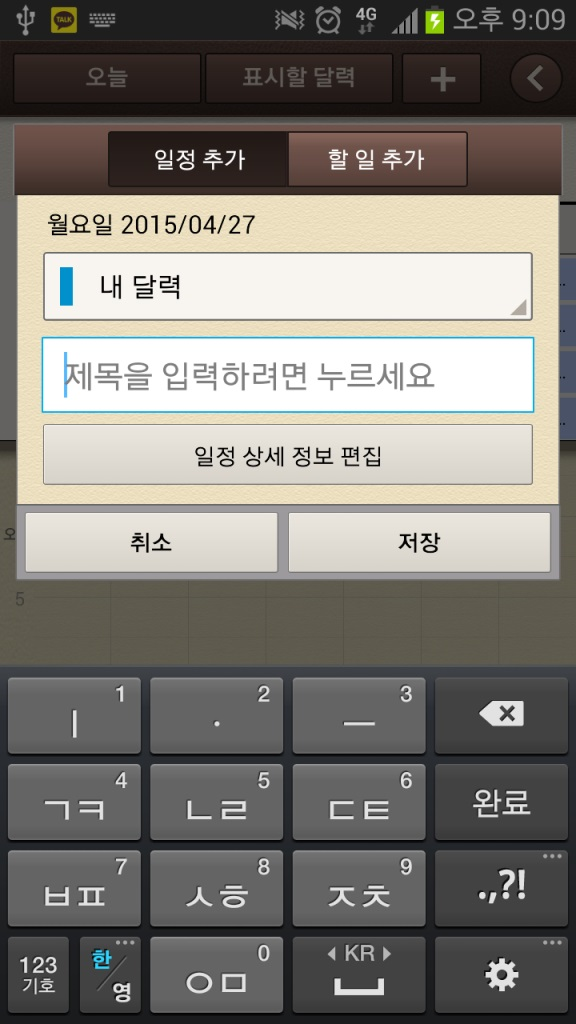 TALK 4G 오후 9:09
오늘 표시할 달력 +
일정 추가 할 일 추가
월요일 2015/04/27
내 달력
제목을 입력하려면 누르세요
일정 상세 정보 편집
취소 저장
5
ㅣ 1 · 2 ㅡ 3
ㄱㅋ 4 ㄴㄹ 5 ㄷㅌ 6 완료
ㅂㅍ 7 ㅅㅎ 8 ㅈㅊ 9 .,?!
123 기호 한/영 ㅇㅁ 0 KR